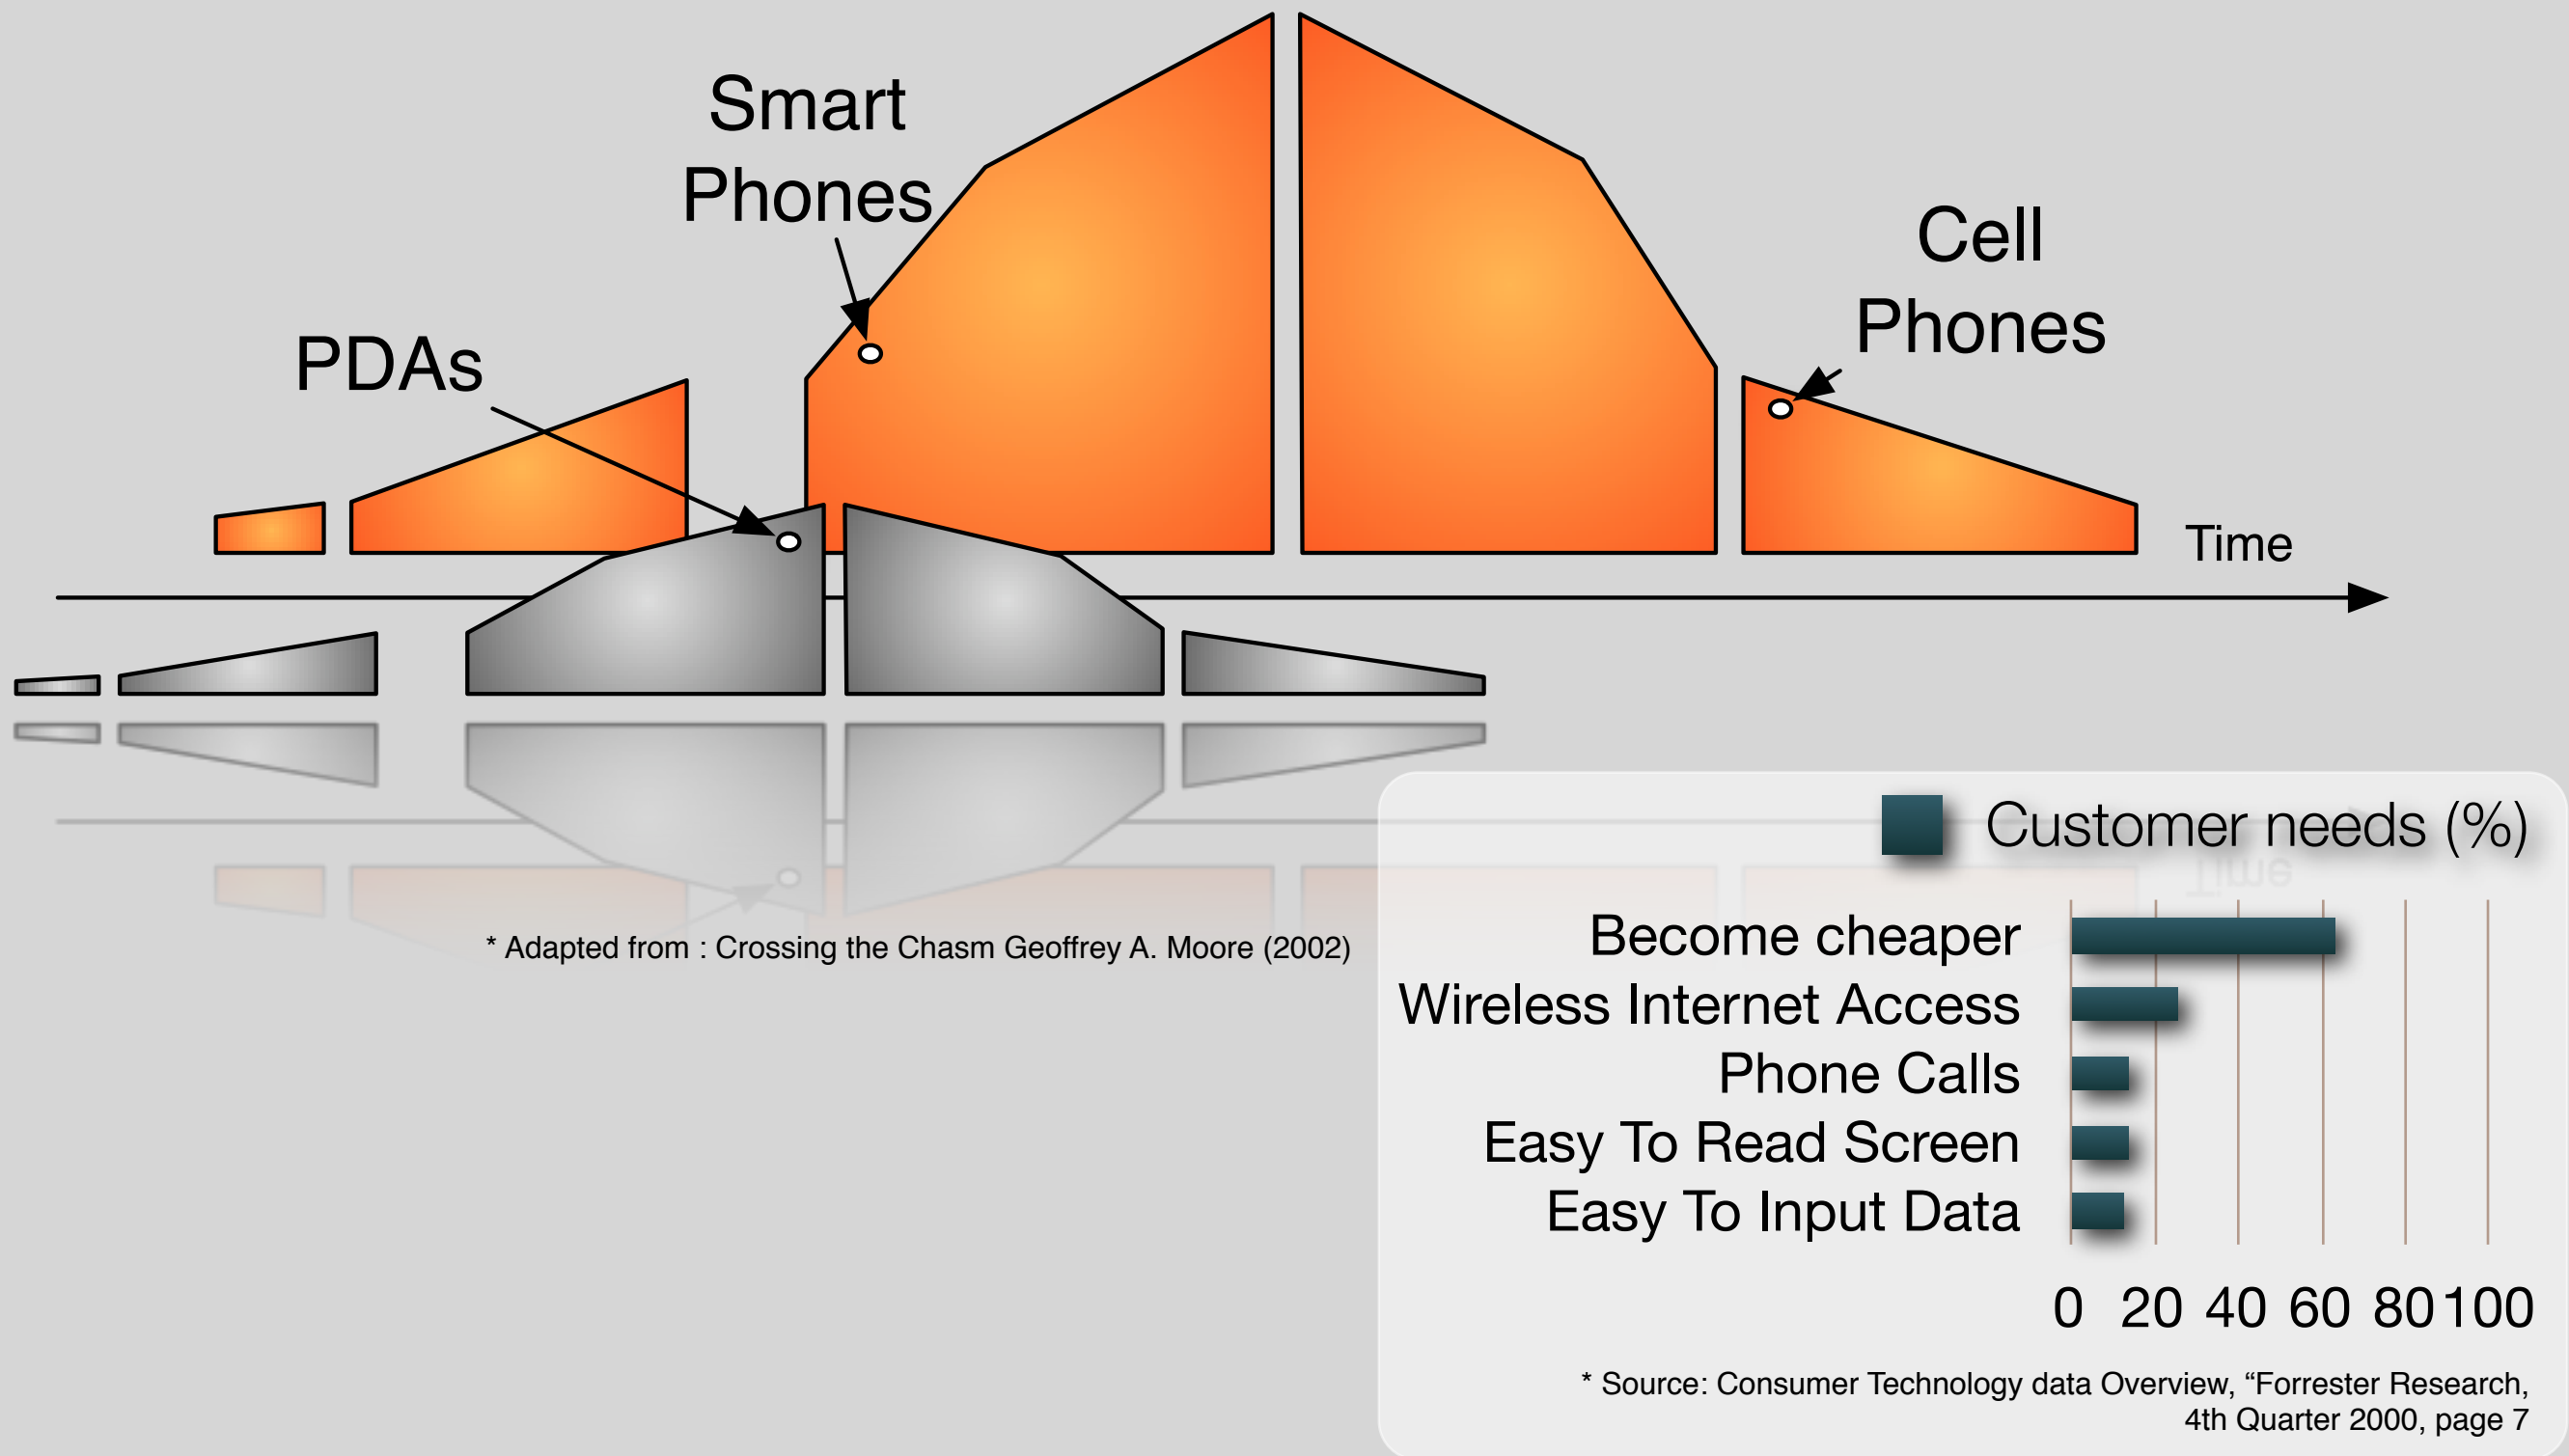 Smart
Phones
Cell
Phones
PDAs
Time
* Adapted from : Crossing the Chasm Geoffrey A. Moore (2002)
Customer needs (%)
Time
Become cheaper
Wireless Internet Access
Phone Calls
Easy To Read Screen
Easy To Input Data
0 20 40 60 80 100
* Source: Consumer Technology data Overview, “Forrester Research,
4th Quarter 2000, page 7